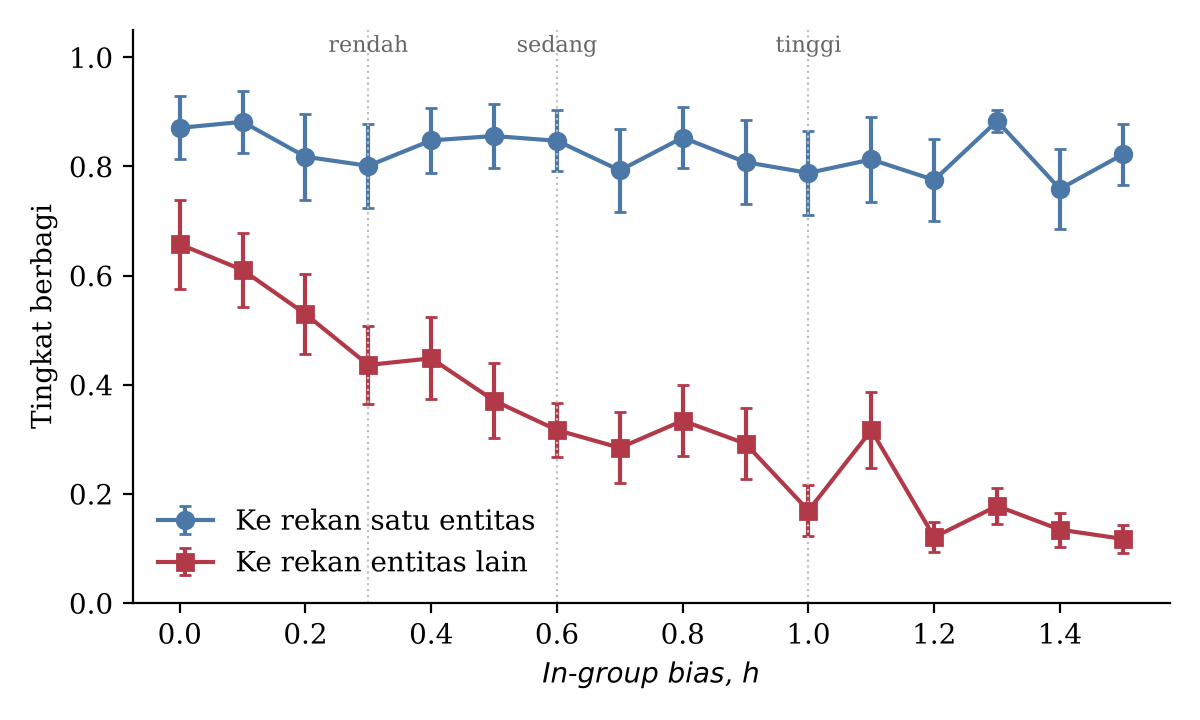 rendah sedang tinggi
1.0
0.8
0.6
0.4
0.2
0.0
Tingkat berbagi
Ke rekan satu entitas
Ke rekan entitas lain
0.0 0.2 0.4 0.6 0.8 1.0 1.2 1.4
In-group bias, h